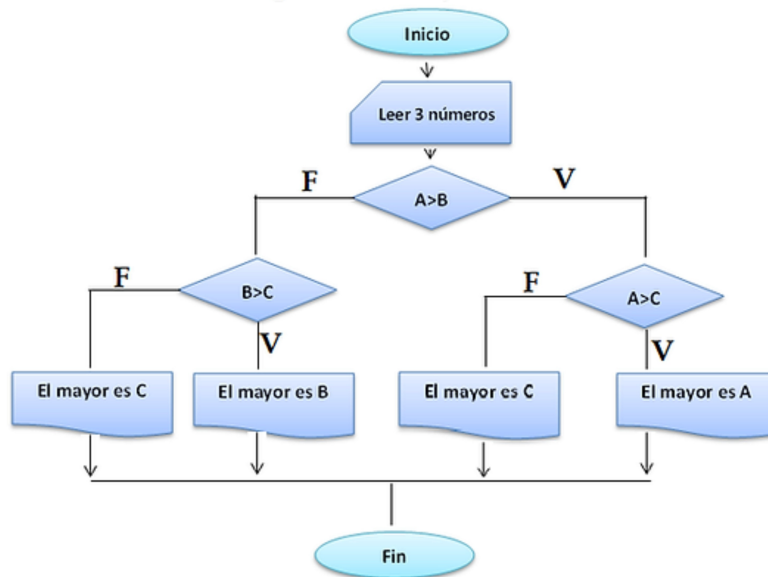 Inicio
Leer 3 números
F
A>B
V
F
B>C
V
F
A>C
V
El mayor es C
El mayor es B
El mayor es C
El mayor es A
Fin